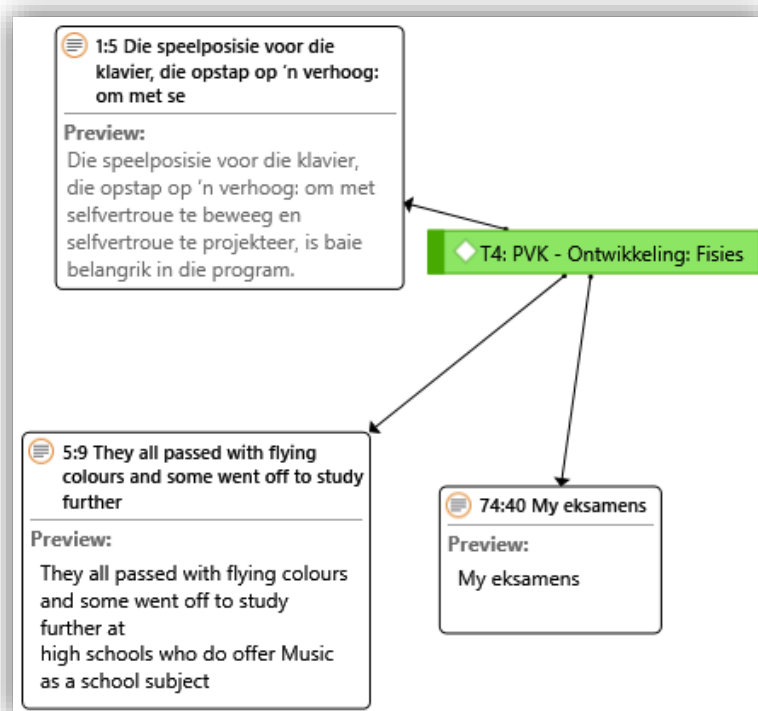 1:5 Die speelposisie voor die
klavier, die opstap op ’n verhoog:
om met se
Preview:
Die speelposisie voor die klavier,
die opstap op ’n verhoog: om met
selfvertroue te beweeg en
selfvertroue te projekteer, is baie
belangrik in die program.
T4: PVK - Ontwikkeling: Fisies
5:9 They all passed with flying
colours and some went off to study
further
Preview:
They all passed with flying colours
and some went off to study
further at
high schools who do offer Music
as a school subject
74:40 My eksamens
Preview:
My eksamens